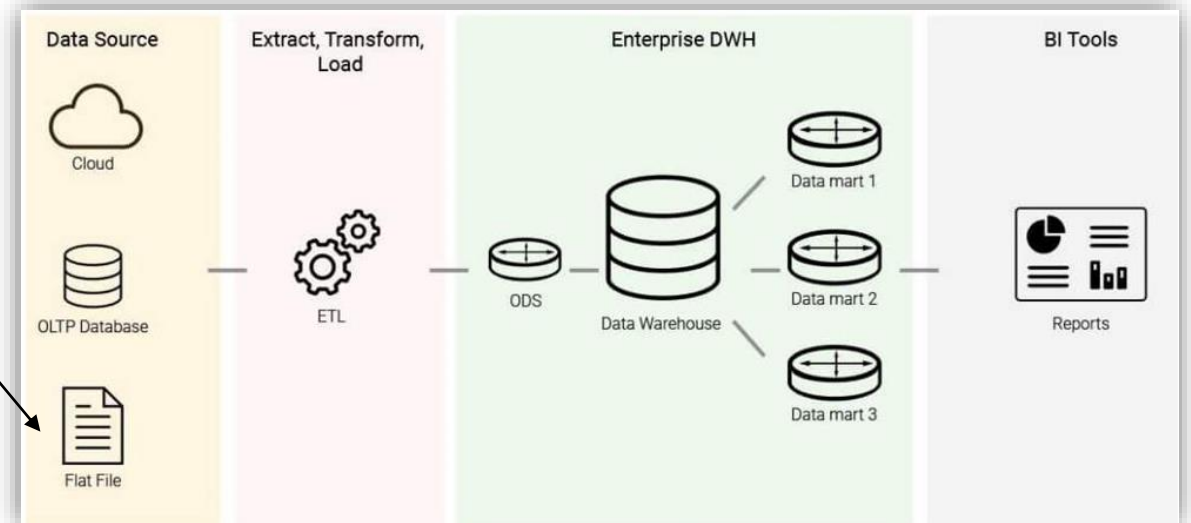 Data Source
Extract, Transform,
Load
Enterprise DWH
BI Tools
Cloud
OLTP Database
Flat File
ETL
ODS
Data Warehouse
Data mart 1
Data mart 2
Data mart 3
Reports